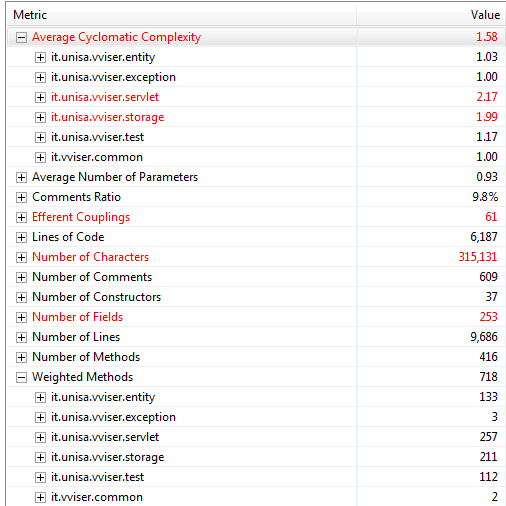 Metric Value
Average Cyclomatic Complexity 1.58
it.unisa.vviser.entity 1.03
it.unisa.vviser.exception 1.00
it.unisa.vviser.servlet 2.17
it.unisa.vviser.storage 1.99
it.unisa.vviser.test 1.17
it.vviser.common 1.00
Average Number of Parameters 0.93
Comments Ratio 9.8%
Efferent Couplings 61
Lines of Code 6,187
Number of Characters 315,131
Number of Comments 609
Number of Constructors 37
Number of Fields 253
Number of Lines 9,686
Number of Methods 416
Weighted Methods 718
it.unisa.vviser.entity 133
it.unisa.vviser.exception 3
it.unisa.vviser.servlet 257
it.unisa.vviser.storage 211
it.unisa.vviser.test 112
it.vviser.common 2